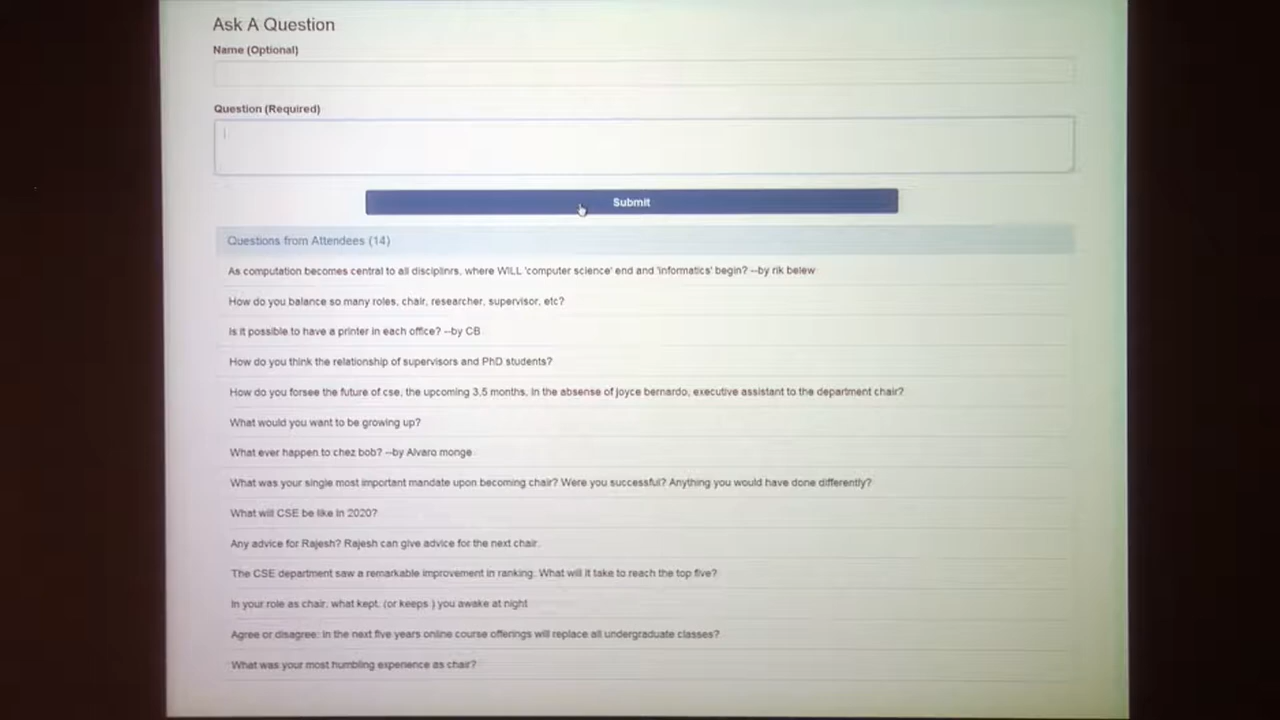 Ask A Question
Name (Optional)
Question (Required)
Submit
Questions from Attendees (14)
As computation becomes central to all disciplinrs, where WILL 'computer science' end and 'informatics' begin? --by rik belew
How do you balance so many roles, chair, researcher, supervisor, etc?
Is it possible to have a printer in each office? --by CB
How do you think the relationship of supervisors and PhD students?
How do you forsee the future of cse, the upcoming 3.5 months, in the absense of joyce bernardo, executive assistant to the department chair?
What would you want to be growing up?
What ever happen to chez bob? --by Alvaro monge
What was your single most important mandate upon becoming chair? Were you successful? Anything you would have done differently?
What will CSE be like in 2020?
Any advice for Rajesh? Rajesh can give advice for the next chair.
The CSE department saw a remarkable improvement in ranking. What will it take to reach the top five?
In your role as chair, what kept, (or keeps ) you awake at night
Agree or disagree: in the next five years online course offerings will replace all undergraduate classes?
What was your most humbling experience as chair?